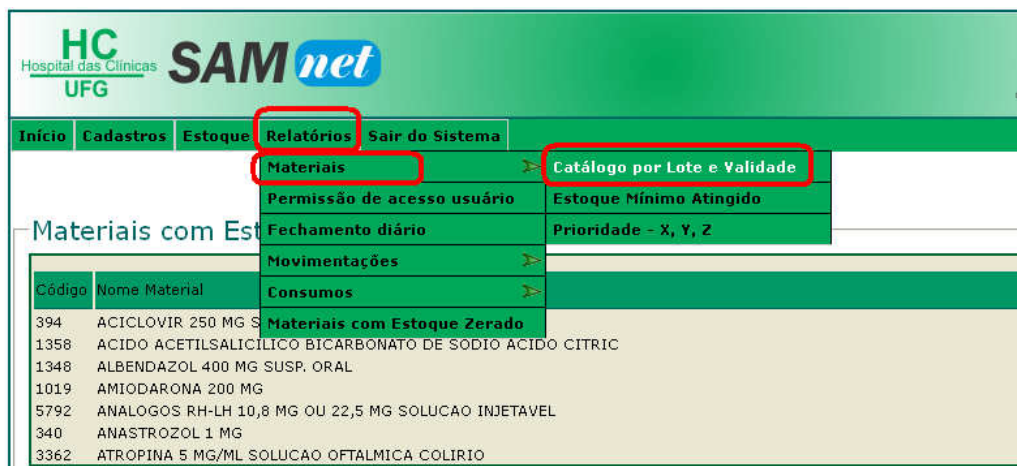 HC
Hospital das Clínicas
UFG
SAM net
Início Cadastros Estoque Relatórios Sair do Sistema
Materiais
Catálogo por Lote e Validade
Permissão de acesso usuário
Estoque Mínimo Atingido
Fechamento diário
Prioridade - X, Y, Z
Movimentações
Consumos
Materiais com Estoque Zerado
Materiais com Est
Código Nome Material
394 ACICLOVIR 250 MG S
1358 ACIDO ACETILSALICILICO BICARBONATO DE SODIO ACIDO CITRIC
1348 ALBENDAZOL 400 MG SUSP. ORAL
1019 AMIODARONA 200 MG
5792 ANALOGOS RH-LH 10,8 MG OU 22,5 MG SOLUCAO INJETAVEL
340 ANASTROZOL 1 MG
3362 ATROPINA 5 MG/ML SOLUCAO OFTALMICA COLIRIO